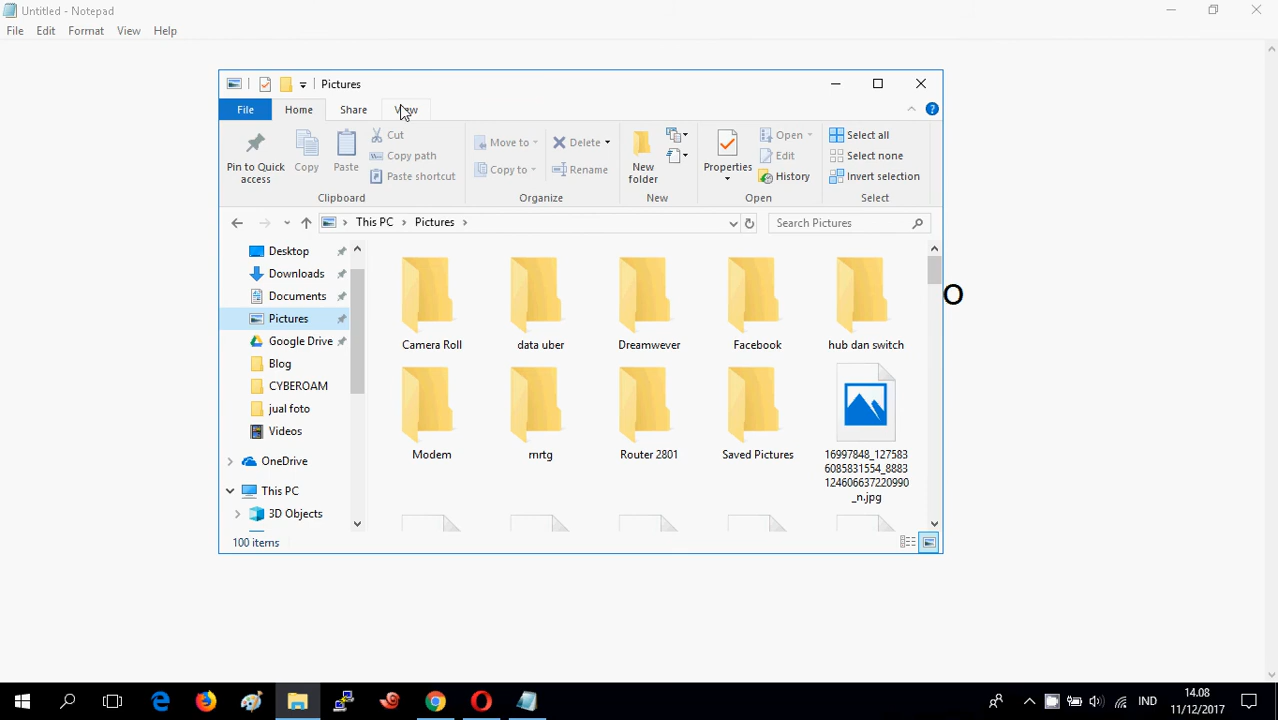 Untitled - Notepad
File Edit Format View Help
Pictures
File Home Share View
Pin to Quick access
Copy
Paste
Cut
Copy path
Paste shortcut
Clipboard
Move to
Copy to
Delete
Rename
Organize
New folder
New
Properties
Open
Edit
History
Open
Select all
Select none
Invert selection
Select
This PC > Pictures >
Search Pictures
Desktop
Downloads
Documents
Pictures
Google Drive
Blog
CYBEROAM
jual foto
Videos
OneDrive
This PC
3D Objects
Camera Roll
data uber
Dreamwever
Facebook
hub dan switch
Modem
mrtg
Router 2801
Saved Pictures
16997848_127583
6085831554_8883
124606637220990
_n.jpg
o
100 items
IND
14.08
11/12/2017